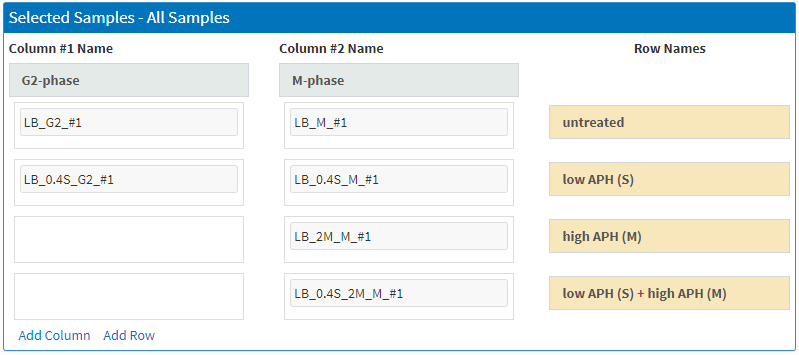 Selected Samples - All Samples
Column #1 Name Column #2 Name Row Names
G2-phase M-phase
LB_G2_#1 LB_M_#1 untreated
LB_0.4S_G2_#1 LB_0.4S_M_#1 low APH (S)
LB_2M_M_#1 high APH (M)
LB_0.4S_2M_M_#1 low APH (S) + high APH (M)
Add Column Add Row